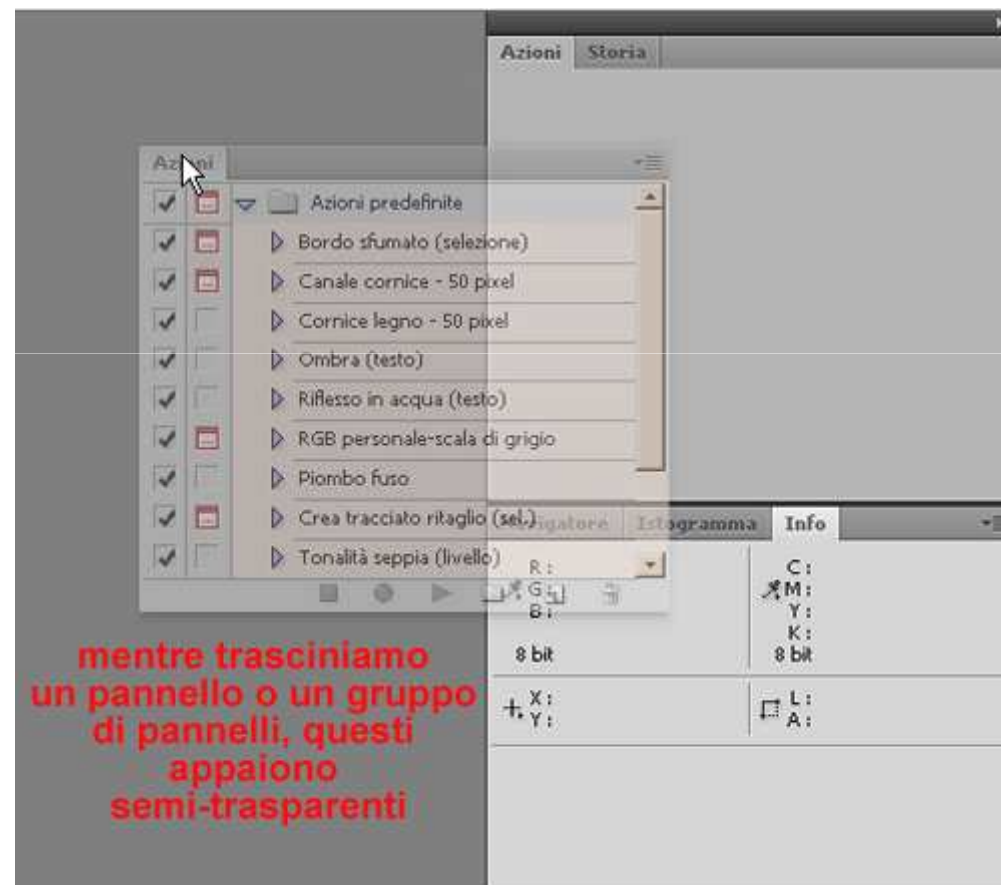 Azioni Storia
Azioni
Azioni predefinite
Bordo sfumato (selezione)
Canale cornice - 50 pixel
Cornice legno - 50 pixel
Ombra (testo)
Riflesso in acqua (testo)
RGB personale-scala di grigio
Piombo fuso
Crea tracciato ritaglio (sel.)
Tonalità seppia (livello)
Navigatore Istogramma Info
R :
G :
B :
8 bit
C :
M :
Y :
K :
8 bit
X :
Y :
L :
A :
mentre trasciniamo
un pannello o un gruppo
di pannelli, questi
appaiono
semi-trasparenti